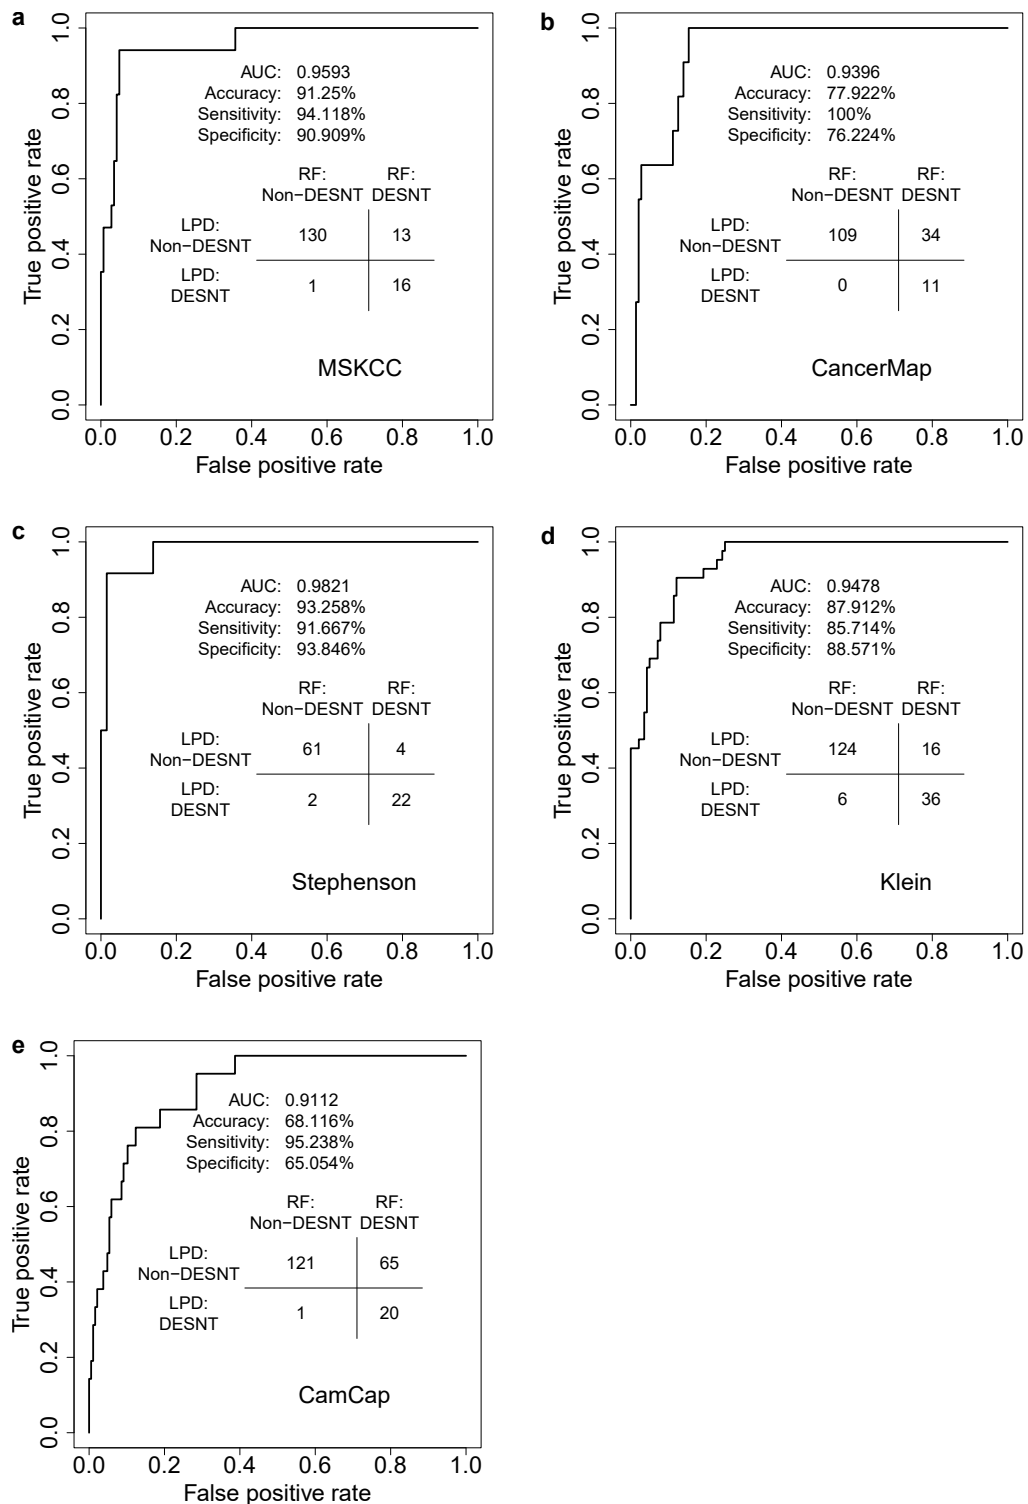 a
AUC: 0.9593
Accuracy: 91.25%
Sensitivity: 94.118%
Specificity: 90.909%
RF: RF:
Non−DESNT DESNT
LPD:
Non−DESNT
130 13
LPD:
DESNT
1 16
MSKCC
True positive rate
0.0 0.2 0.4 0.6 0.8 1.0
0.0 0.2 0.4 0.6 0.8 1.0
False positive rate
b
AUC: 0.9396
Accuracy: 77.922%
Sensitivity: 100%
Specificity: 76.224%
RF: RF:
Non−DESNT DESNT
LPD:
Non−DESNT
109 34
LPD:
DESNT
0 11
CancerMap
True positive rate
0.0 0.2 0.4 0.6 0.8 1.0
0.0 0.2 0.4 0.6 0.8 1.0
False positive rate
c
AUC: 0.9821
Accuracy: 93.258%
Sensitivity: 91.667%
Specificity: 93.846%
RF: RF:
Non−DESNT DESNT
LPD:
Non−DESNT
61 4
LPD:
DESNT
2 22
Stephenson
True positive rate
0.0 0.2 0.4 0.6 0.8 1.0
0.0 0.2 0.4 0.6 0.8 1.0
False positive rate
d
AUC: 0.9478
Accuracy: 87.912%
Sensitivity: 85.714%
Specificity: 88.571%
RF: RF:
Non−DESNT DESNT
LPD:
Non−DESNT
124 16
LPD:
DESNT
6 36
Klein
True positive rate
0.0 0.2 0.4 0.6 0.8 1.0
0.0 0.2 0.4 0.6 0.8 1.0
False positive rate
e
AUC: 0.9112
Accuracy: 68.116%
Sensitivity: 95.238%
Specificity: 65.054%
RF: RF:
Non−DESNT DESNT
LPD:
Non−DESNT
121 65
LPD:
DESNT
1 20
CamCap
True positive rate
0.0 0.2 0.4 0.6 0.8 1.0
0.0 0.2 0.4 0.6 0.8 1.0
False positive rate